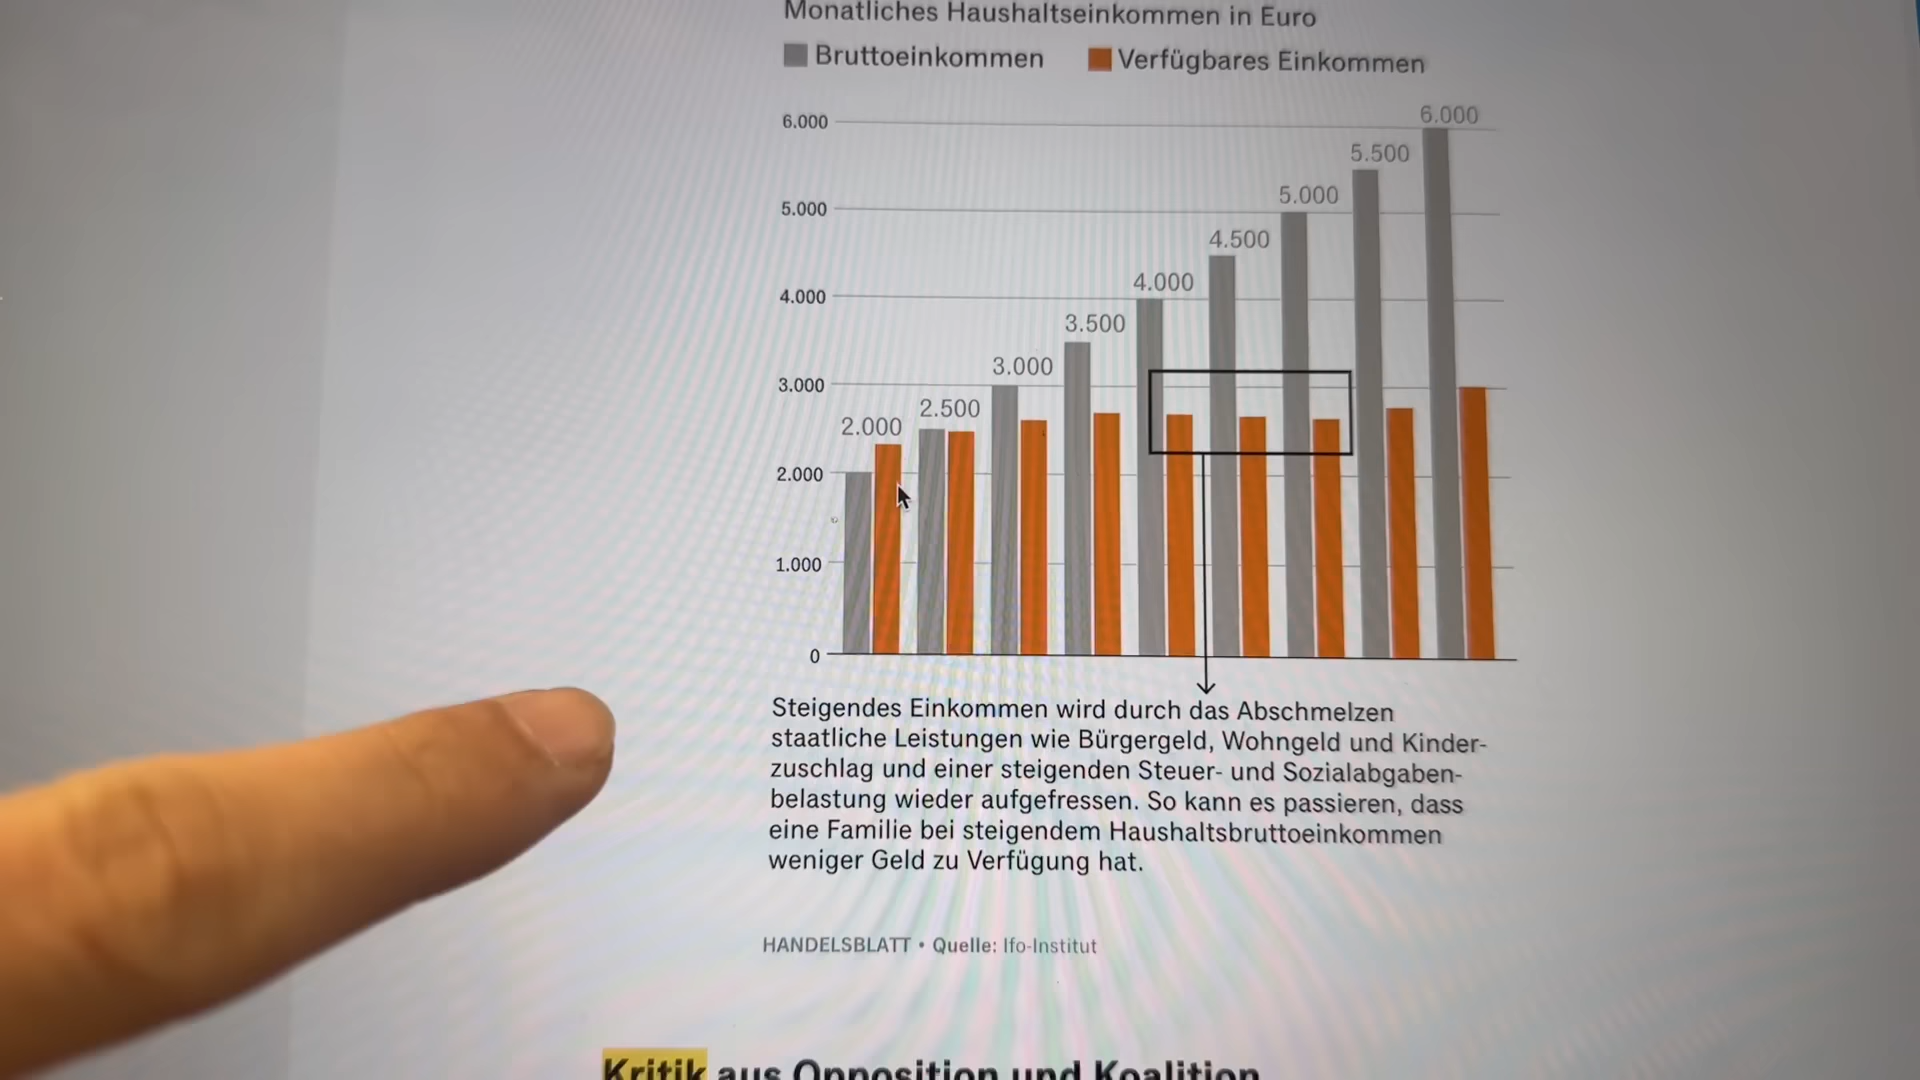 Monatliches Haushaltseinkommen in Euro
Bruttoeinkommen Verfügbares Einkommen
6.000
5.000
4.000
3.000
2.000
1.000
0
2.000
2.500
3.000
3.500
4.000
4.500
5.000
5.500
6.000
Steigendes Einkommen wird durch das Abschmelzen
staatliche Leistungen wie Bürgergeld, Wohngeld und Kinder-
zuschlag und einer steigenden Steuer- und Sozialabgaben-
belastung wieder aufgefressen. So kann es passieren, dass
eine Familie bei steigendem Haushaltsbruttoeinkommen
weniger Geld zu Verfügung hat.
HANDELSBLATT • Quelle: Ifo-Institut
Kritik aus Opposition und Koalition